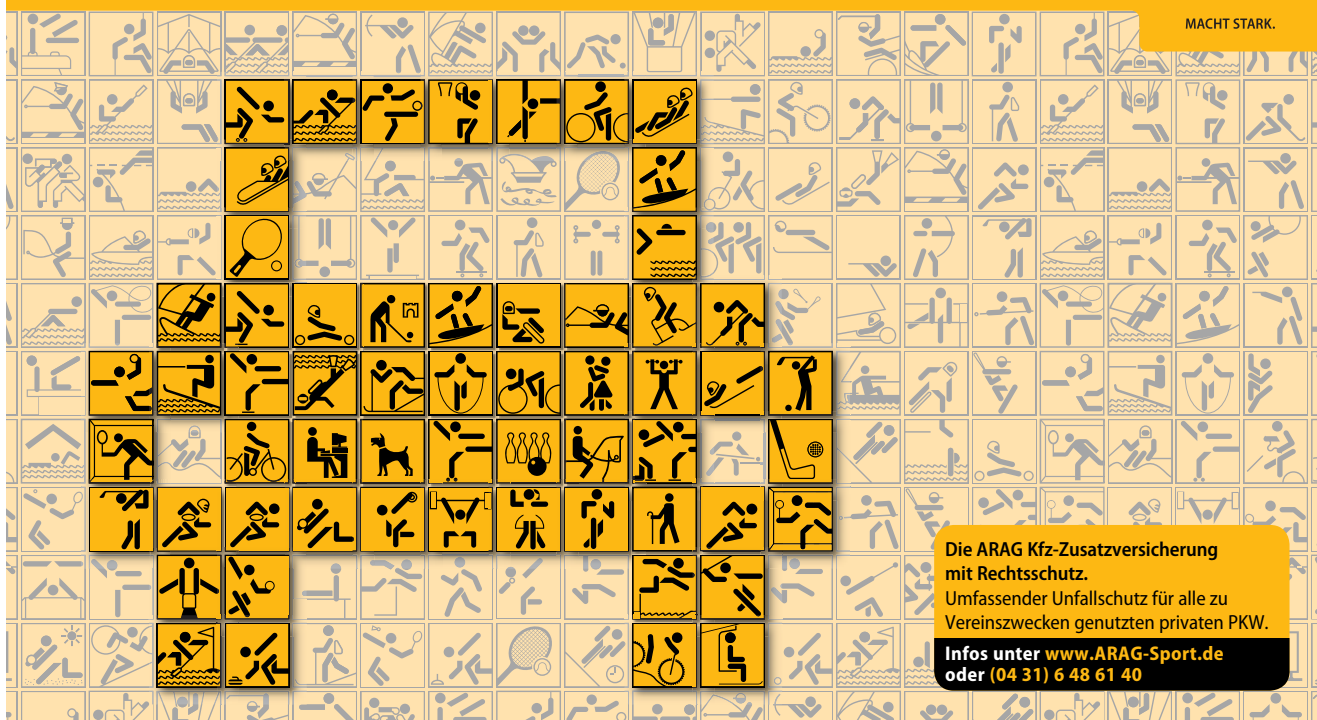 MACHT STARK.
Die ARAG Kfz-Zusatzversicherung
mit Rechtsschutz.
Umfassender Unfallschutz für alle zu
Vereinszwecken genutzten privaten PKW.
Infos unter www.ARAG-Sport.de
oder (04 31) 6 48 61 40